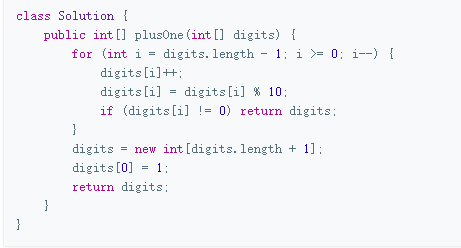 class Solution {
    public int[] plusOne(int[] digits) {
        for (int i = digits.length - 1; i >= 0; i--) {
            digits[i]++;
            digits[i] = digits[i] % 10;
            if (digits[i] != 0) return digits;
        }
        digits = new int[digits.length + 1];
        digits[0] = 1;
        return digits;
    }
}